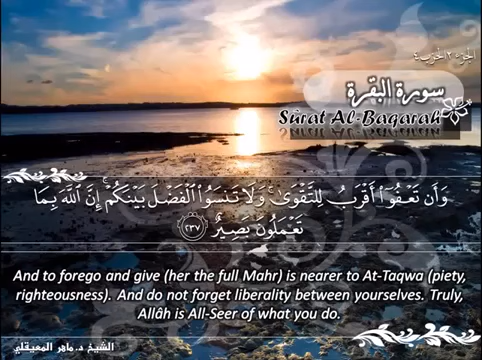 الجزء ٢ الحزب ٤
سورة البقرة
Sûrat Al-Baqarah
وَأَن تَعْفُوٓا۟ أَقْرَبُ لِلتَّقْوَىٰ ۚ وَلَا تَنسَوُا۟ ٱلْفَضْلَ بَيْنَكُمْ ۚ إِنَّ ٱللَّهَ بِمَا
تَعْمَلُونَ بَصِيرٌ ٢٣٧
And to forego and give (her the full Mahr) is nearer to At-Taqwa (piety,
righteousness). And do not forget liberality between yourselves. Truly,
Allâh is All-Seer of what you do.
الشيخ د. ماهر المعيقلي